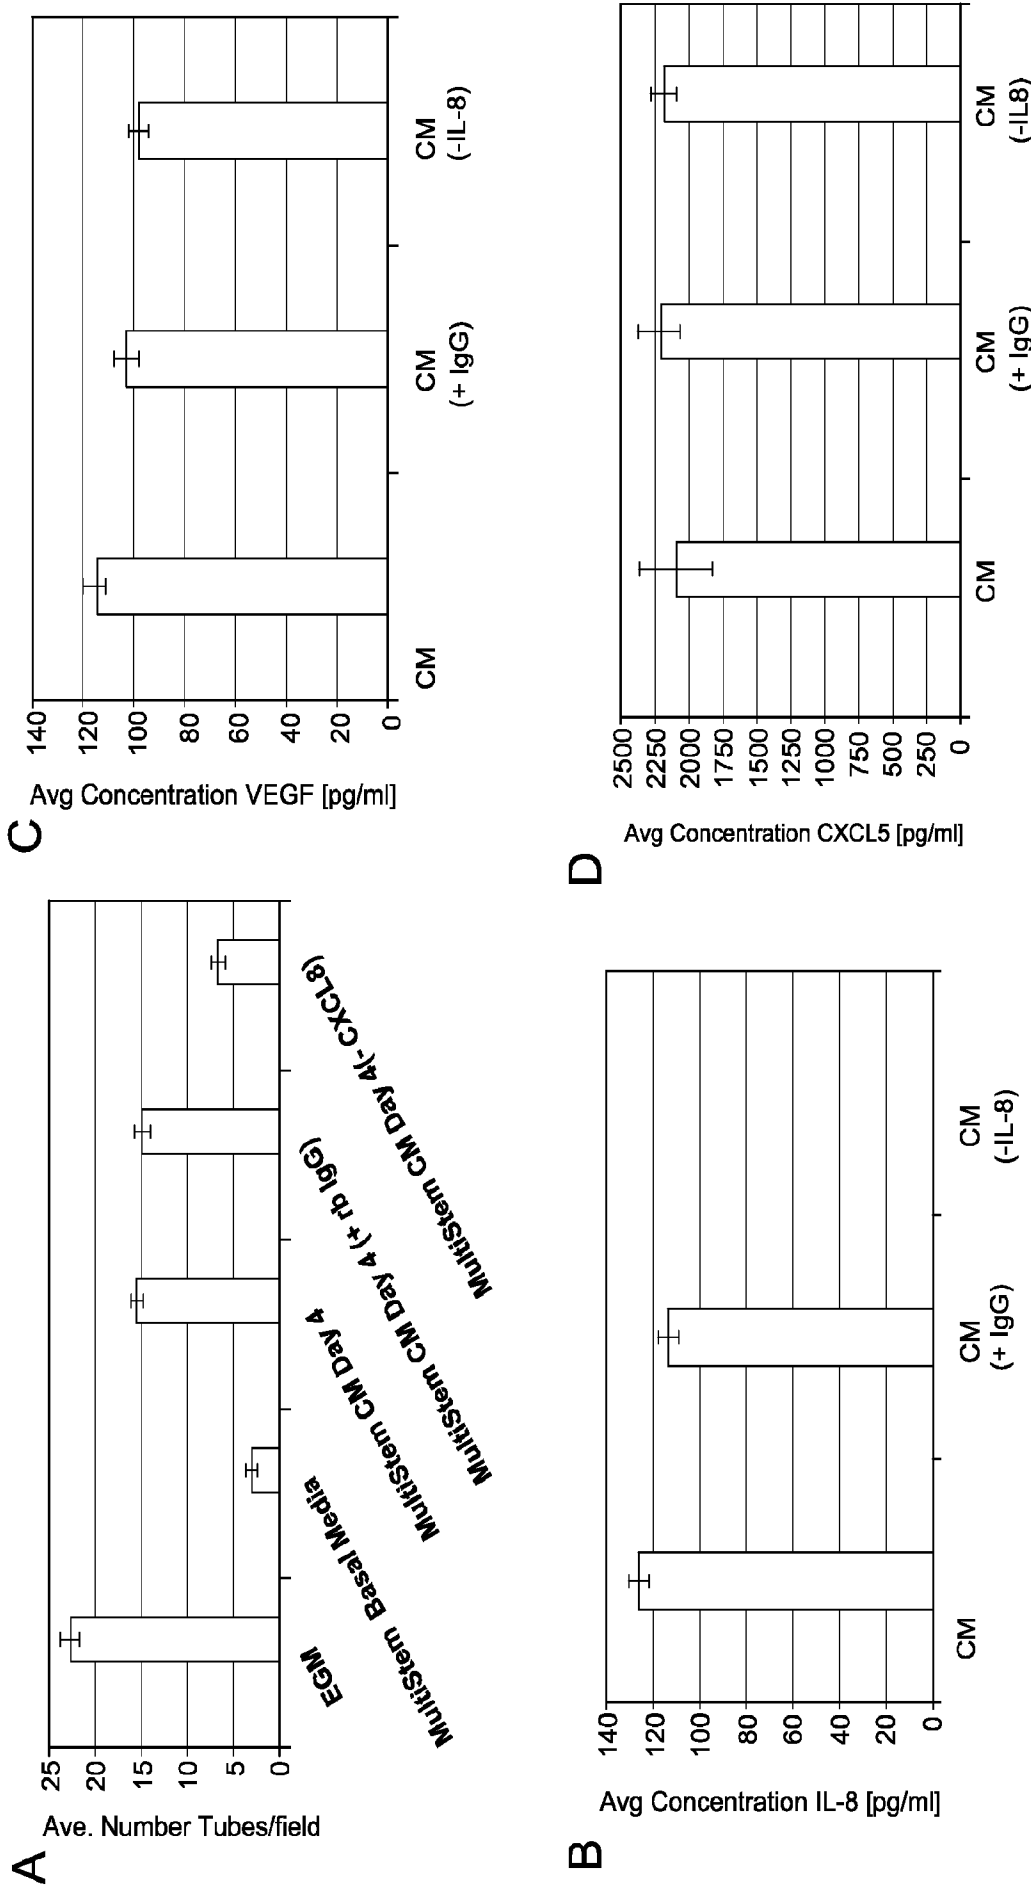 A
Ave. Number Tubes/field
25
20
15
10
5
0
EGM
MultiStem Basal Media
MultiStem CM Day 4
MultiStem CM Day 4 (+ rb IgG)
MultiStem CM Day 4(- CXCL8)
B
Avg Concentration IL-8 [pg/ml]
140
120
100
80
60
40
20
0
CM
CM
(+ IgG)
CM
(-IL-8)
C
Avg Concentration VEGF [pg/ml]
140
120
100
80
60
40
20
0
CM
CM
(+ IgG)
CM
(-IL-8)
D
Avg Concentration CXCL5 [pg/ml]
2500
2250
2000
1750
1500
1250
1000
750
500
250
0
CM
CM
(+ IgG)
CM
(-IL8)